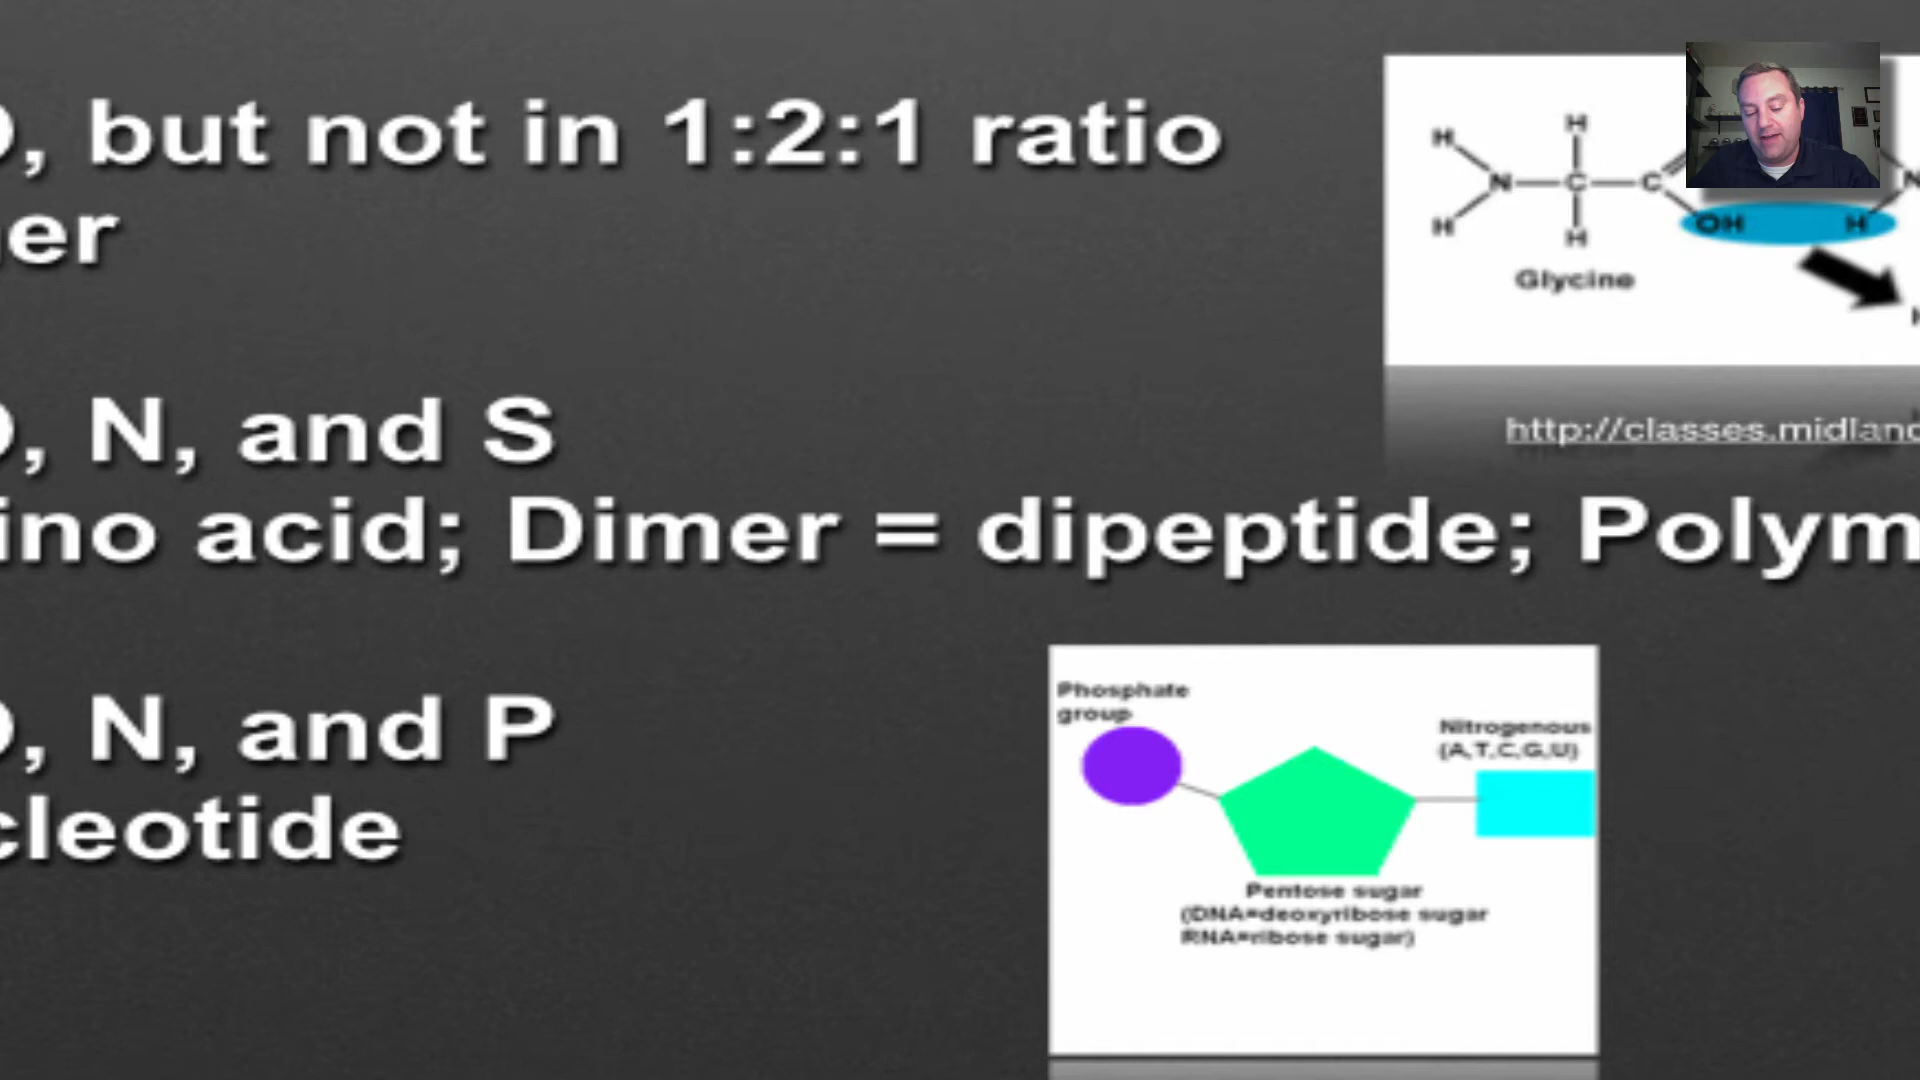 , but not in 1:2:1 ratio
er
, N, and S
ino acid; Dimer = dipeptide; Polym
, N, and P
cleotide
H
H
N
C
C
H
H
OH
H
N
Glycine
http://classes.midland
Phosphate
group
Nitrogenous
(A,T,C,G,U)
Pentose sugar
(DNA=deoxyribose sugar
RNA=ribose sugar)